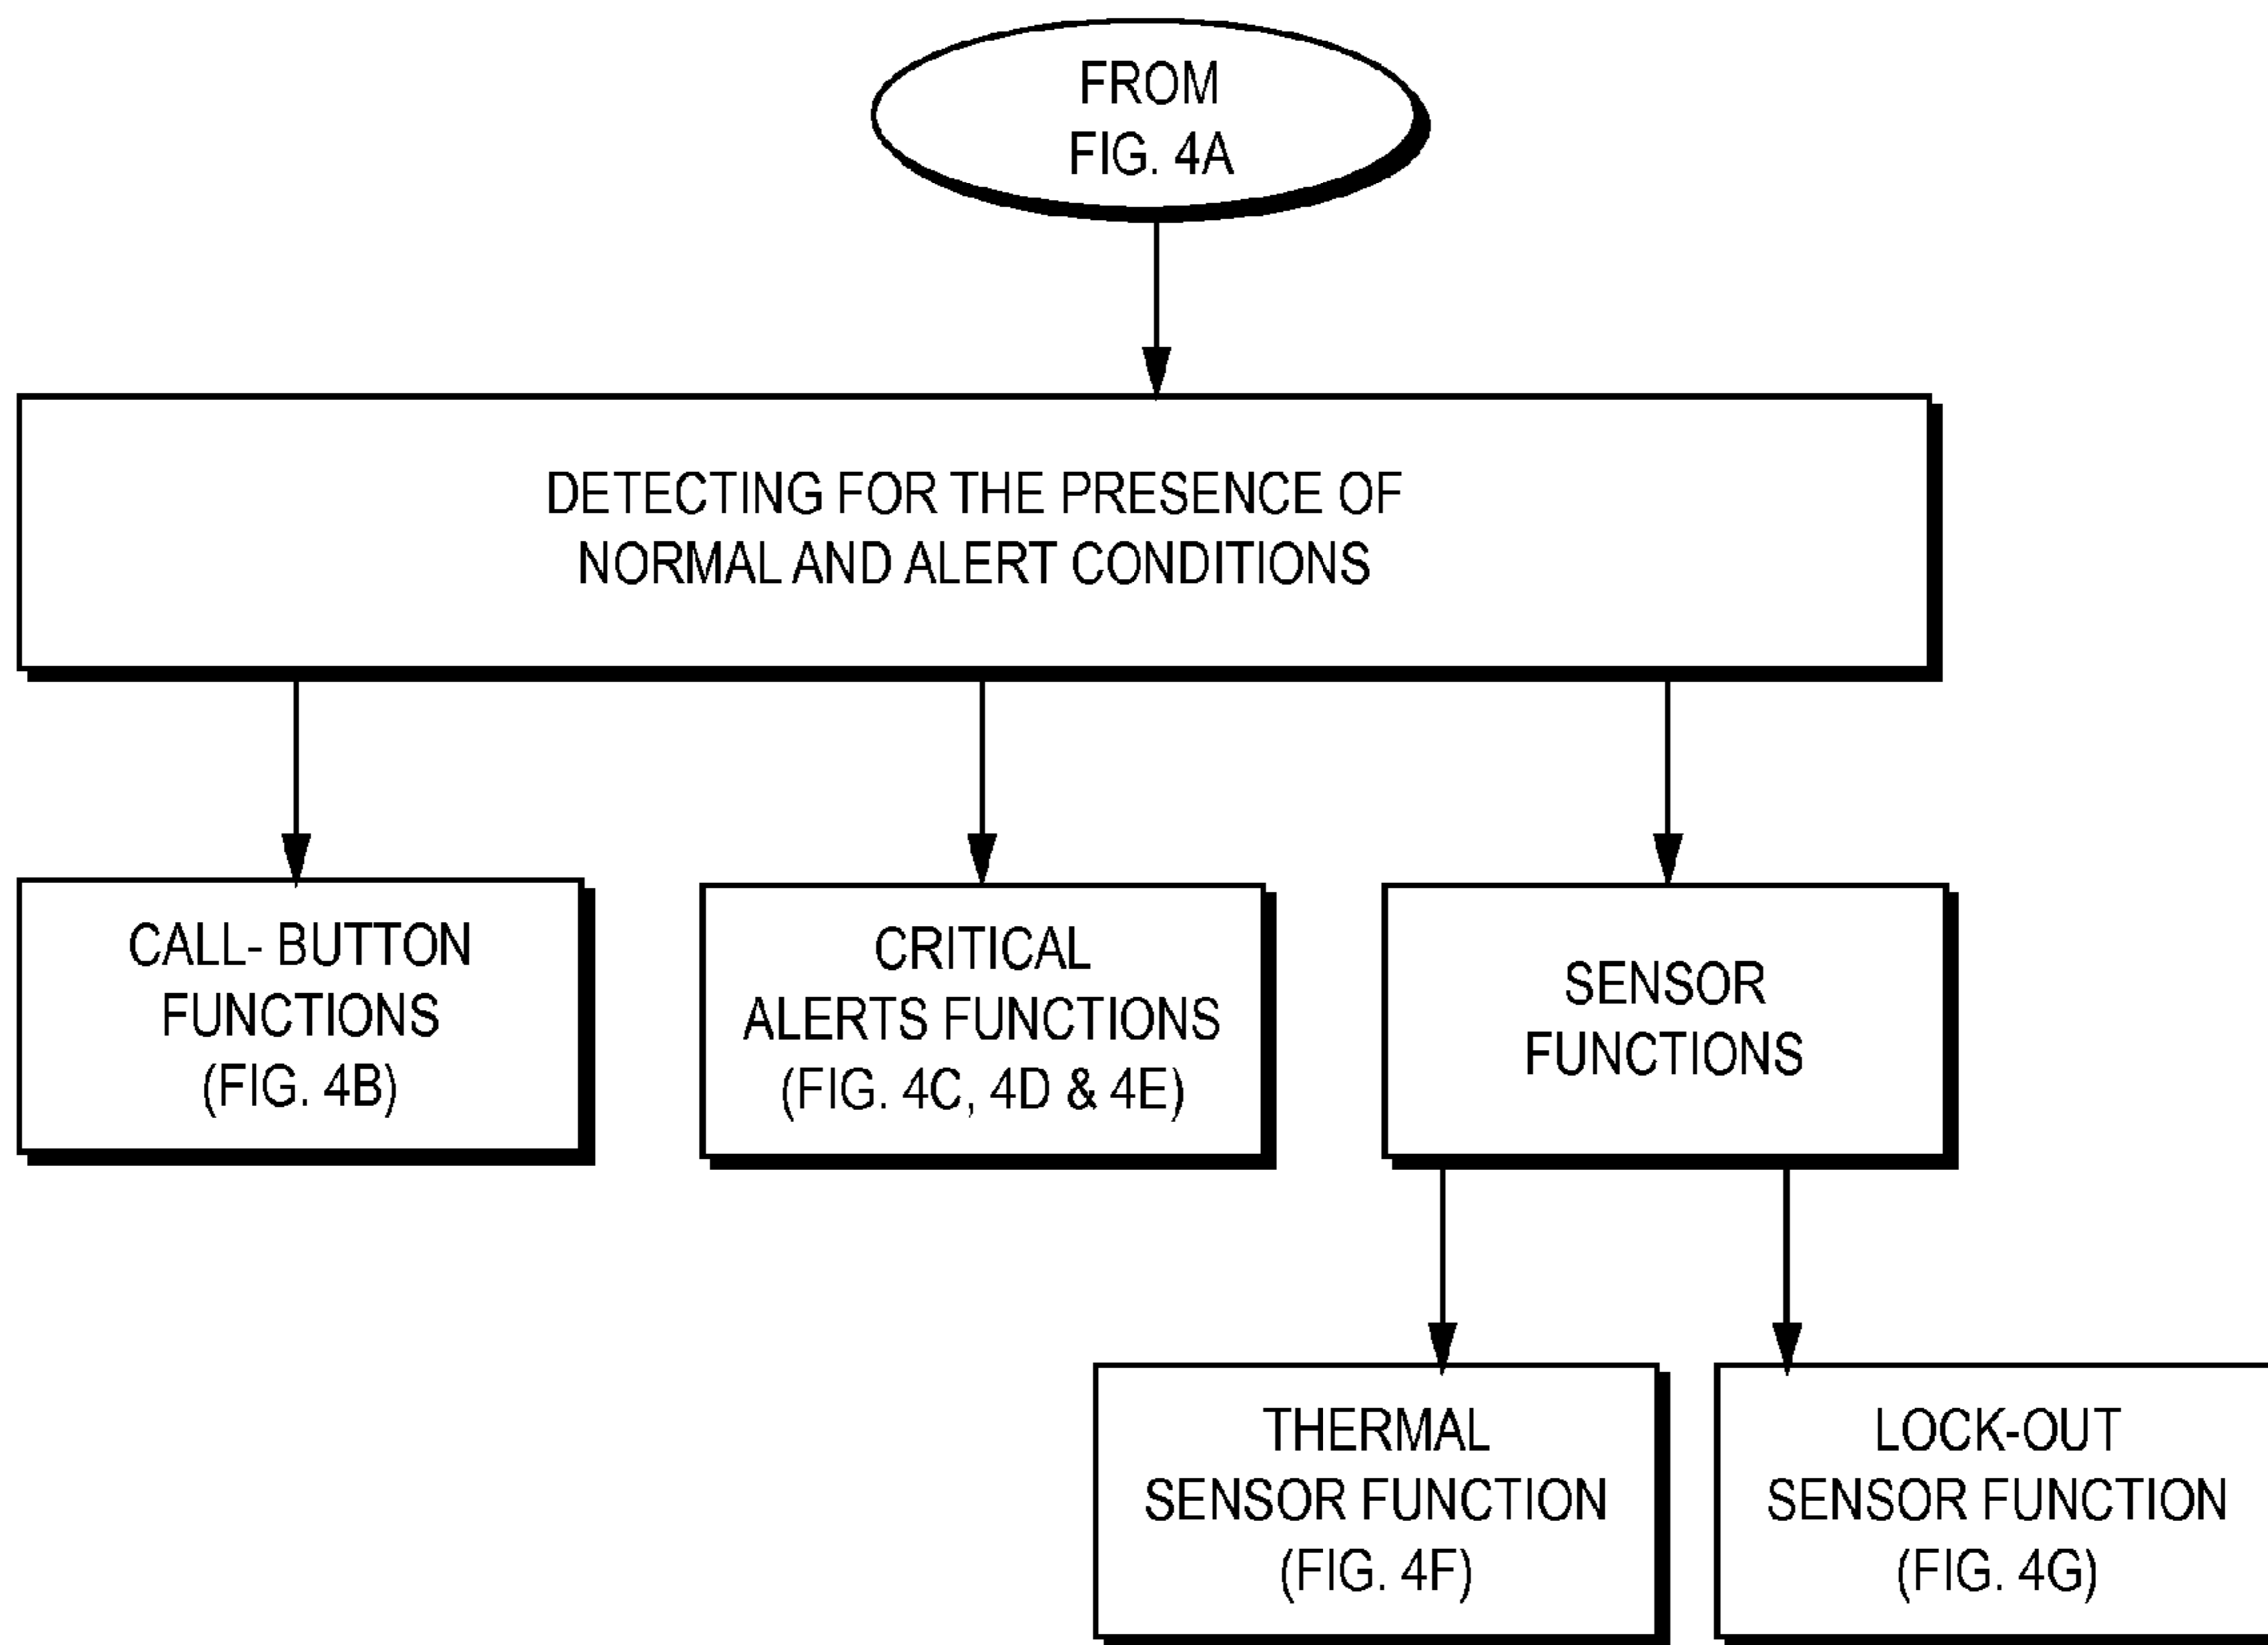 FROM
FIG. 4A
DETECTING FOR THE PRESENCE OF
NORMAL AND ALERT CONDITIONS
CALL- BUTTON
FUNCTIONS
(FIG. 4B)
CRITICAL
ALERTS FUNCTIONS
(FIG. 4C, 4D & 4E)
SENSOR
FUNCTIONS
THERMAL
SENSOR FUNCTION
(FIG. 4F)
LOCK-OUT
SENSOR FUNCTION
(FIG. 4G)